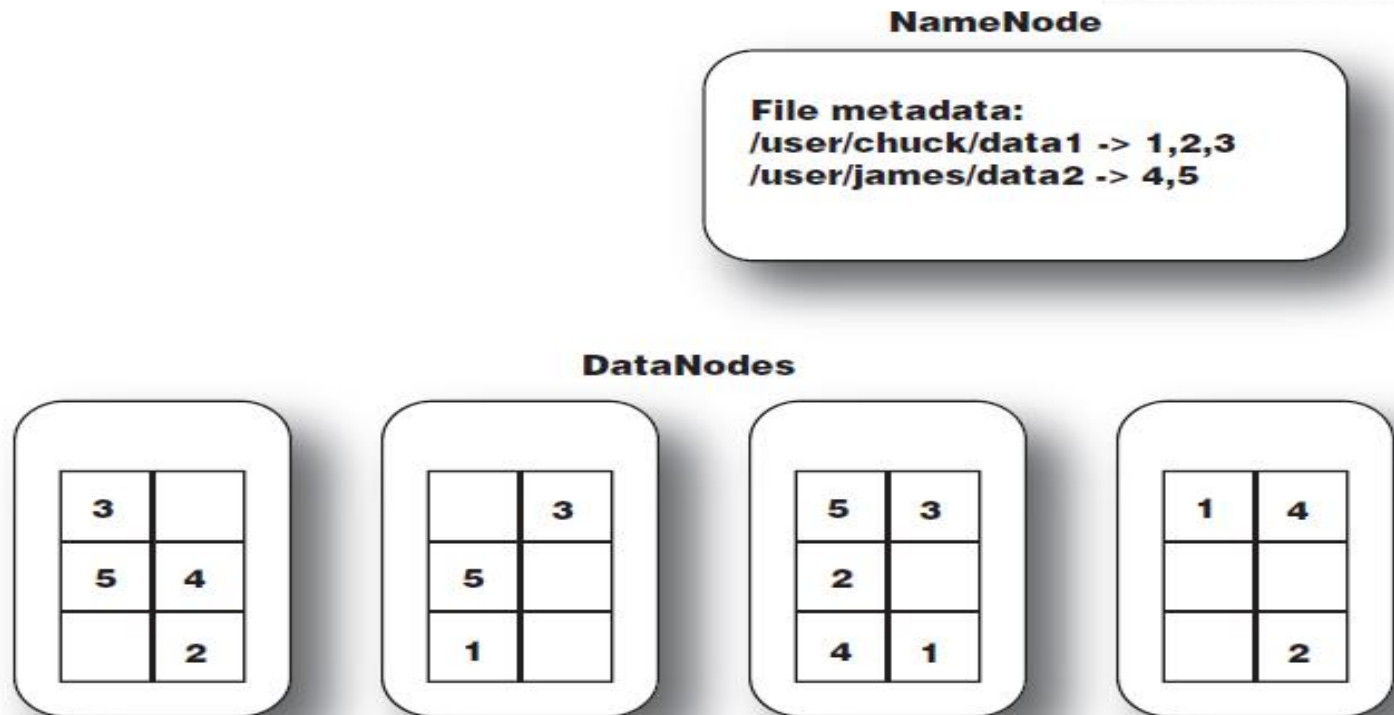 NameNode
File metadata:
/user/chuck/data1 -> 1,2,3
/user/james/data2 -> 4,5
DataNodes
3
5 4
2
3
5
1
5 3
2
4 1
1 4
2